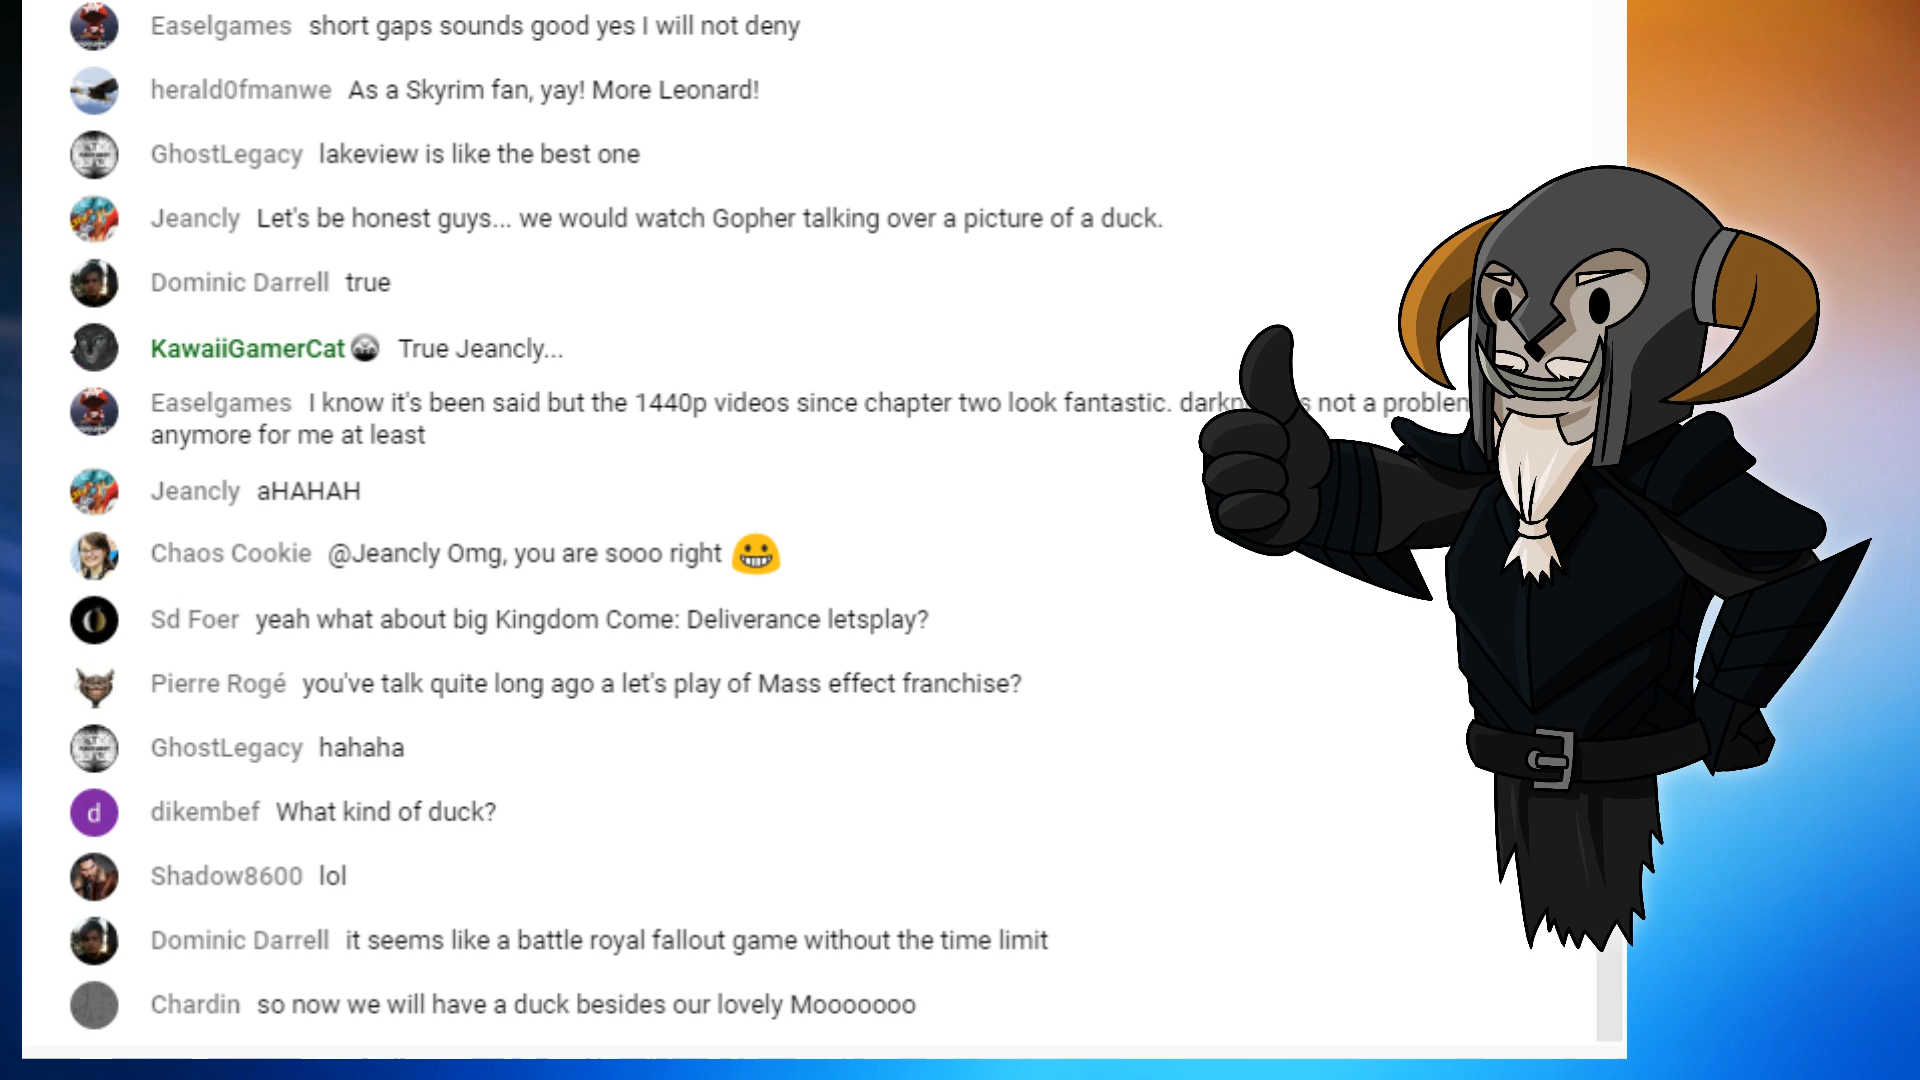 Easelgames short gaps sounds good yes I will not deny
herald0fmanwe As a Skyrim fan, yay! More Leonard!
GhostLegacy lakeview is like the best one
Jeancly Let's be honest guys... we would watch Gopher talking over a picture of a duck.
Dominic Darrell true
KawaiiGamerCat True Jeancly...
Easelgames I know it's been said but the 1440p videos since chapter two look fantastic. not a
anymore for me at least
Jeancly aHAHAH
Chaos Cookie @Jeancly Omg, you are sooo right
Sd Foer yeah what about big Kingdom Come: Deliverance letsplay?
Pierre Rogé you've talk quite long ago a let's play of Mass effect franchise?
GhostLegacy hahaha
d
dikembef What kind of duck?
Shadow8600 lol
Dominic Darrell it seems like a battle royal fallout game without the time limit
Chardin so now we will have a duck besides our lovely Mooooooo